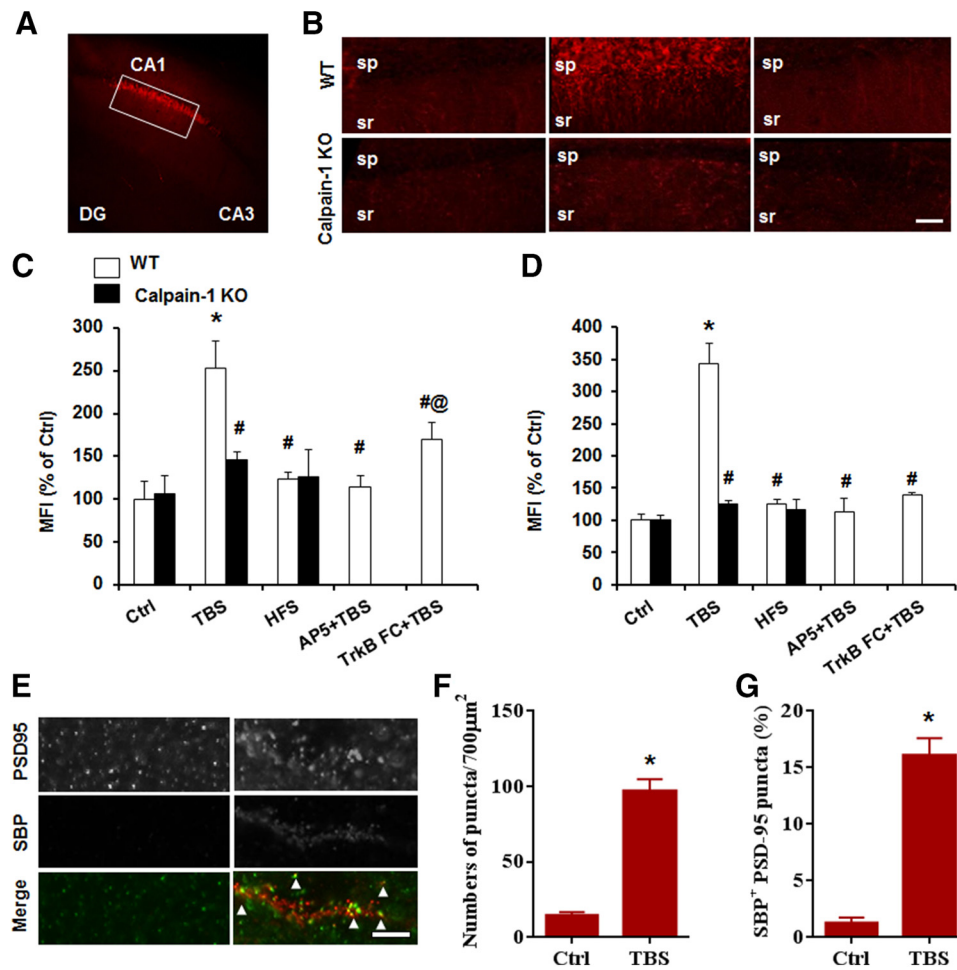 A
CA1
DG
CA3
B
WT
sp
sr
sp
sr
sp
sr
Calpain-1 KO
sp
sr
sp
sr
sp
sr
C
WT
Calpain-1 KO
MFI (% of Ctrl)
300
250
200
150
100
50
0
*
#
#
#
#@
Ctrl
TBS
HFS
AP5+TBS
TrkB FC+TBS
D
MFI (% of Ctrl)
400
350
300
250
200
150
100
50
0
*
#
#
#
#
Ctrl
TBS
HFS
AP5+TBS
TrkB FC+TBS
E
PSD95
SBP
Merge
F
Numbers of puncta/700µm²
150
100
50
0
*
Ctrl
TBS
G
SBP⁺ PSD-95 puncta (%)
20
15
10
5
0
*
Ctrl
TBS